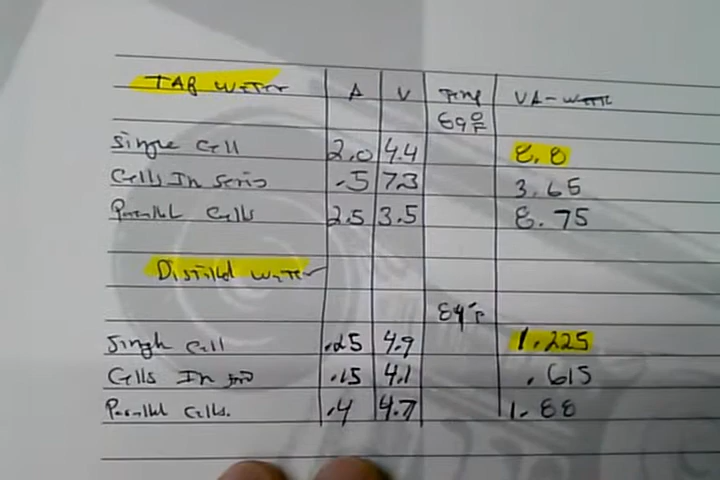 TAB Water A V Temp VA-Watts
69°F
Single Cell 2.0 4.4 8.8
Cells In Series .5 7.3 3.65
Parallel Cells 2.5 3.5 8.75
Distilled Water
69°F
Single Cell .25 4.9 1.225
Cells In .15 4.1 .615
Parallel Cells. .4 4.7 1.88